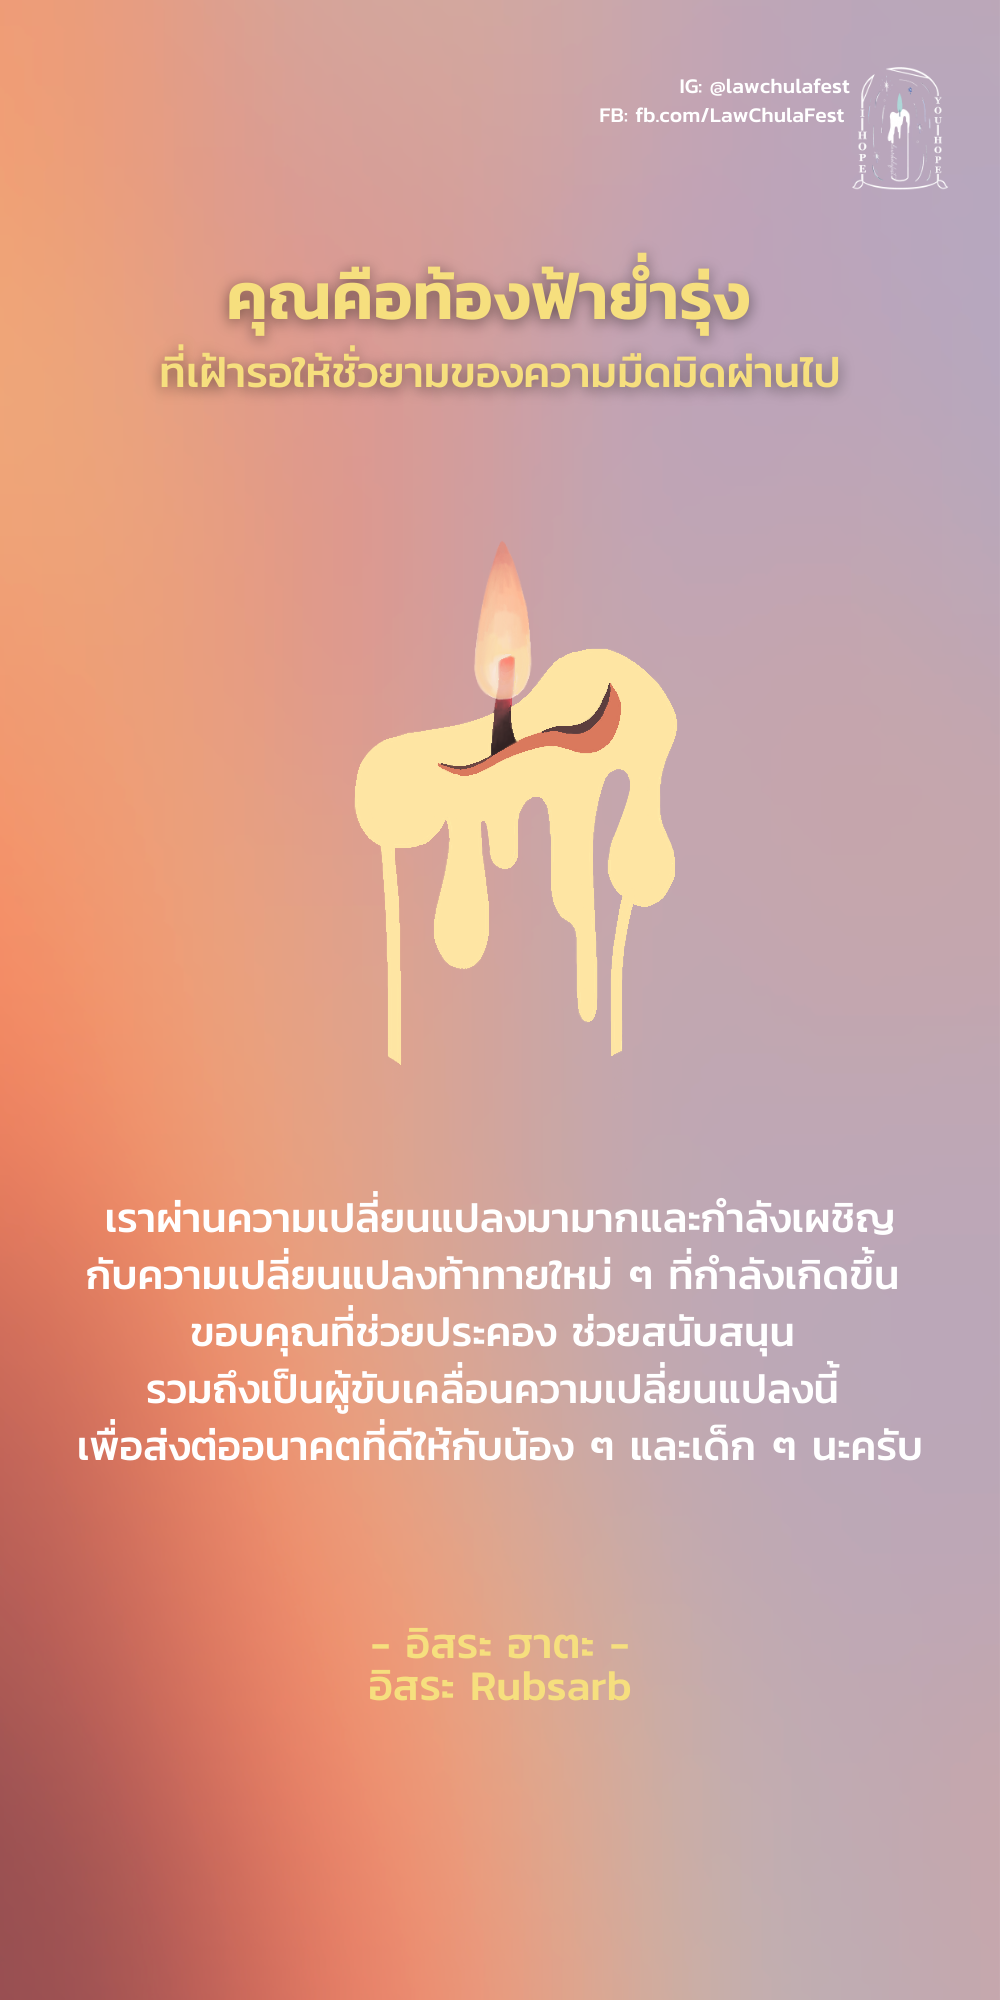 IG: @lawchulafest
FB: fb.com/LawChulaFest
I HOPE
YOU HOPE
คุณคือท้องฟ้าย่ำรุ่ง
ที่เฝ้ารอให้ชั่วยามของความมืดมิดผ่านไป
เราผ่านความเปลี่ยนแปลงมามากและกำลังเผชิญ
กับความเปลี่ยนแปลงท้าทายใหม่ ๆ ที่กำลังเกิดขึ้น
ขอบคุณที่ช่วยประคอง ช่วยสนับสนุน
รวมถึงเป็นผู้ขับเคลื่อนความเปลี่ยนแปลงนี้
เพื่อส่งต่ออนาคตที่ดีให้กับน้อง ๆ และเด็ก ๆ นะครับ
- อิสระ ฮาตะ -
อิสระ Rubsarb